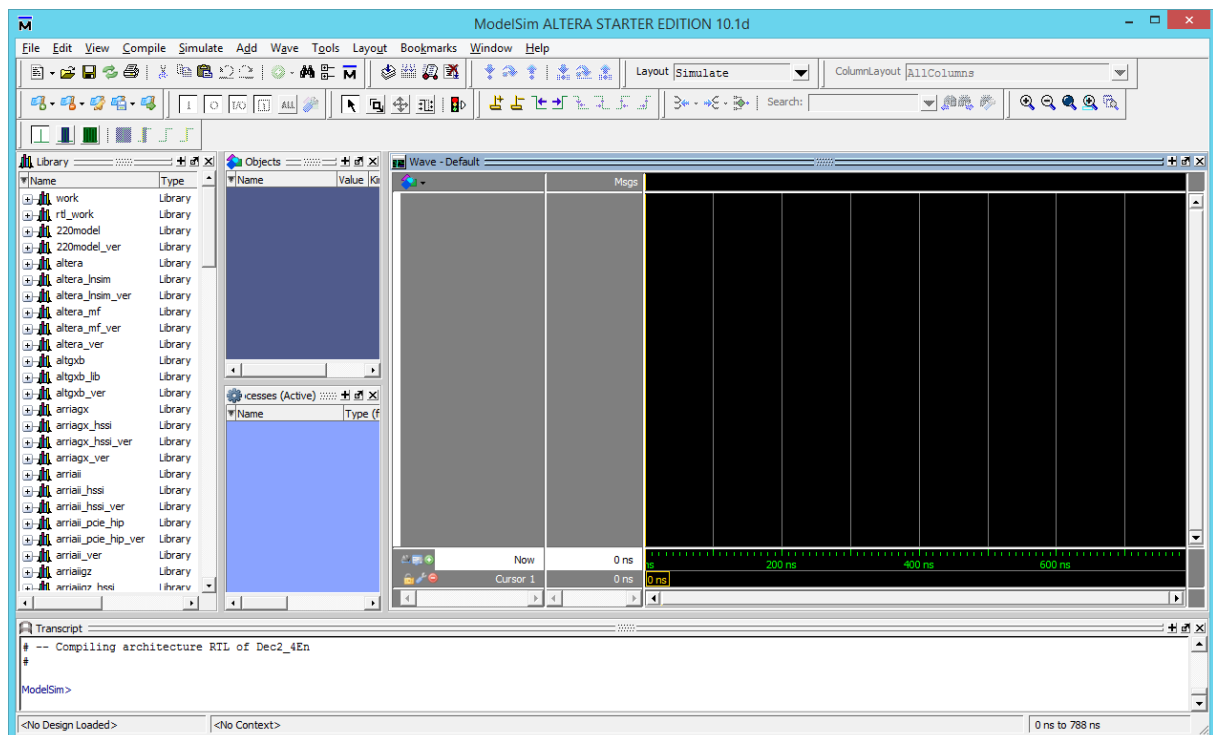 ModelSim ALTERA STARTER EDITION 10.1d
File Edit View Compile Simulate Add Wave Tools Layout Bookmarks Window Help
Layout Simulate
ColumnLayout AllColumns
Search:
Library
Name Type
work Library
rtl_work Library
220model Library
220model_ver Library
altera Library
altera_lnsim Library
altera_lnsim_ver Library
altera_mf Library
altera_mf_ver Library
altera_ver Library
altgxb Library
altgxb_lib Library
altgxb_ver Library
arriagx Library
arriagx_hssi Library
arriagx_hssi_ver Library
arriagx_ver Library
arriaii Library
arriaii_hssi Library
arriaii_hssi_ver Library
arriaii_pcie_hip Library
arriaii_pcie_hip_ver Library
arriaii_ver Library
arriaiigz Library
arriaiigz_hssi Library
Objects
Name Value Ki
cesses (Active)
Name Type (f
Wave - Default
Msgs
Now 0 ns
Cursor 1 0 ns
ns 200 ns 400 ns 600 ns
0 ns
Transcript
# -- Compiling architecture RTL of Dec2_4En
#
ModelSim>
<No Design Loaded> <No Context> 0 ns to 788 ns